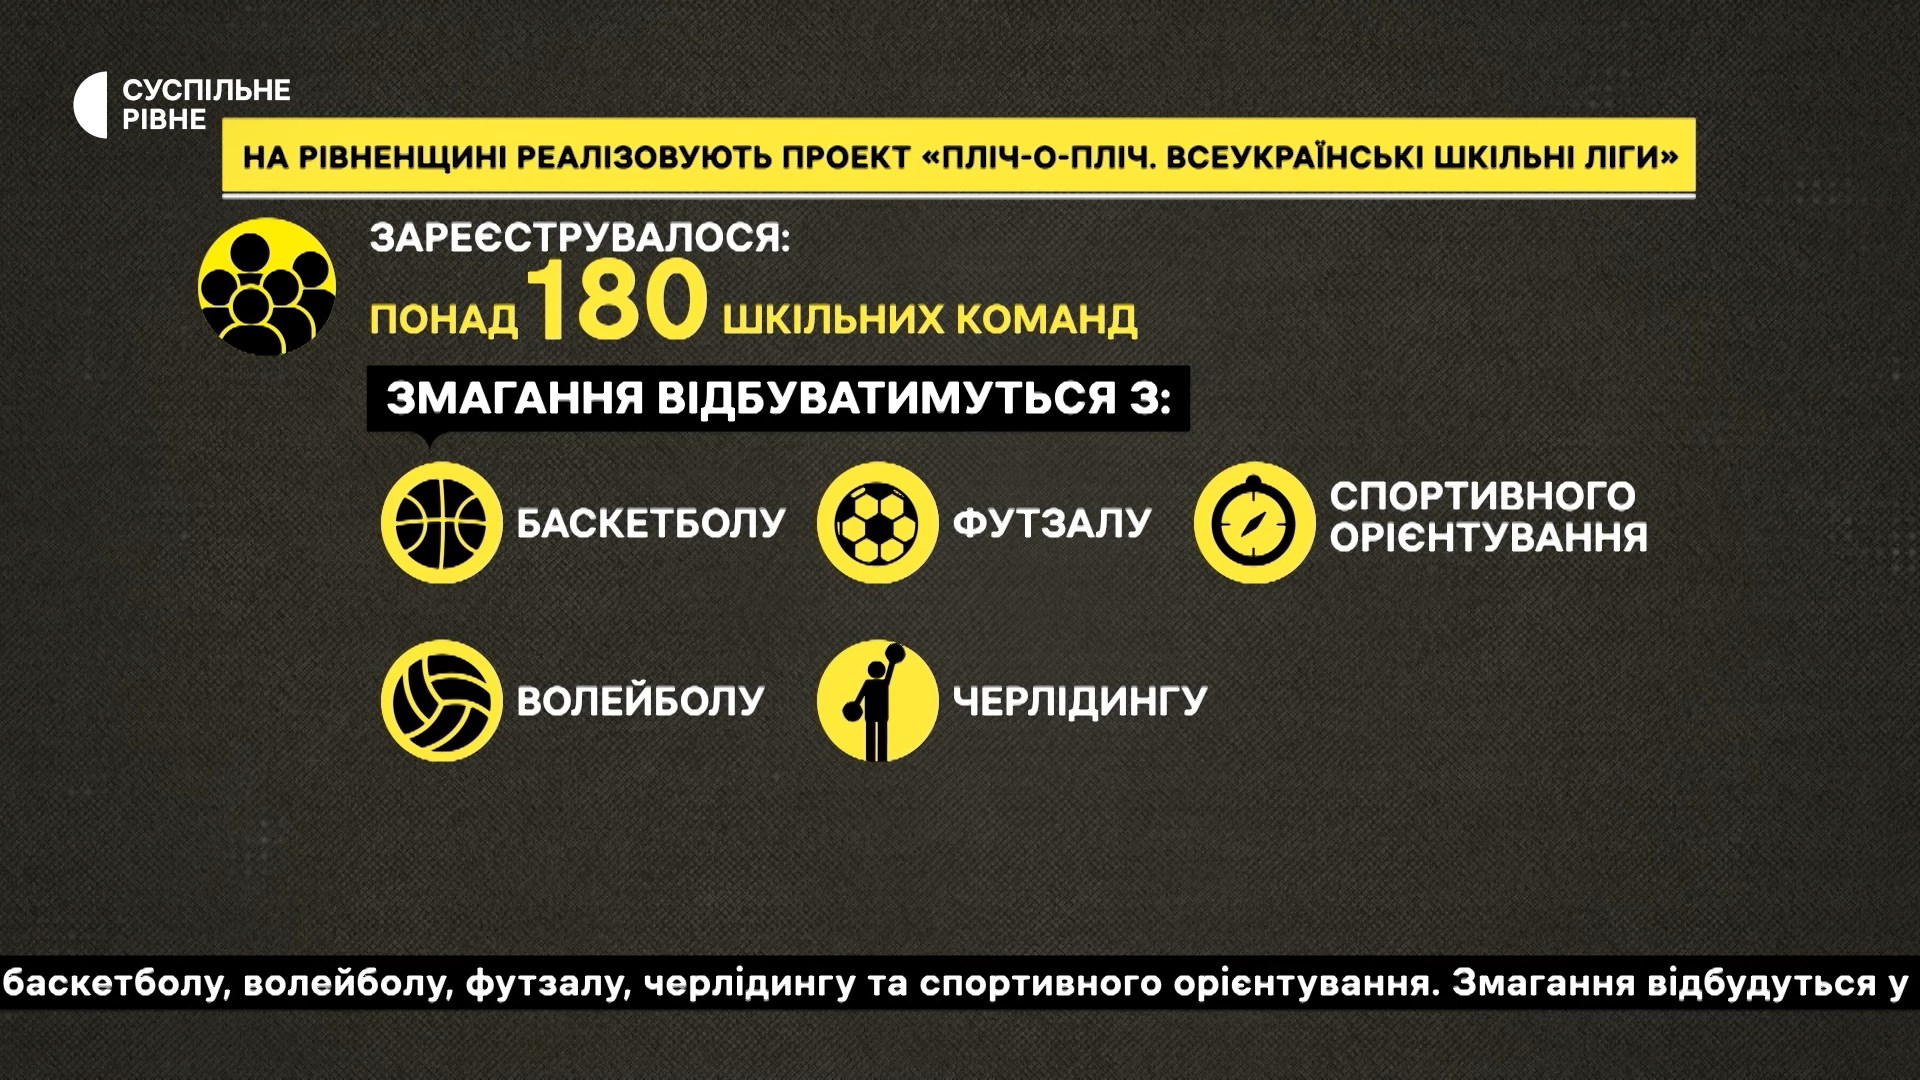 СУСПІЛЬНЕ
РІВНЕ
НА РІВНЕНЩИНІ РЕАЛІЗОВУЮТЬ ПРОЕКТ «ПЛІЧ-О-ПЛІЧ. ВСЕУКРАЇНСЬКІ ШКІЛЬНІ ЛІГИ»
ЗАРЕЄСТРУВАЛОСЯ:
ПОНАД 180 ШКІЛЬНИХ КОМАНД
ЗМАГАННЯ ВІДБУВАТИМУТЬСЯ З:
БАСКЕТБОЛУ
ФУТЗАЛУ
СПОРТИВНОГО
ОРІЄНТУВАННЯ
ВОЛЕЙБОЛУ
ЧЕРЛІДИНГУ
баскетболу, волейболу, футзалу, черлідингу та спортивного орієнтування. Змагання відбудуться у